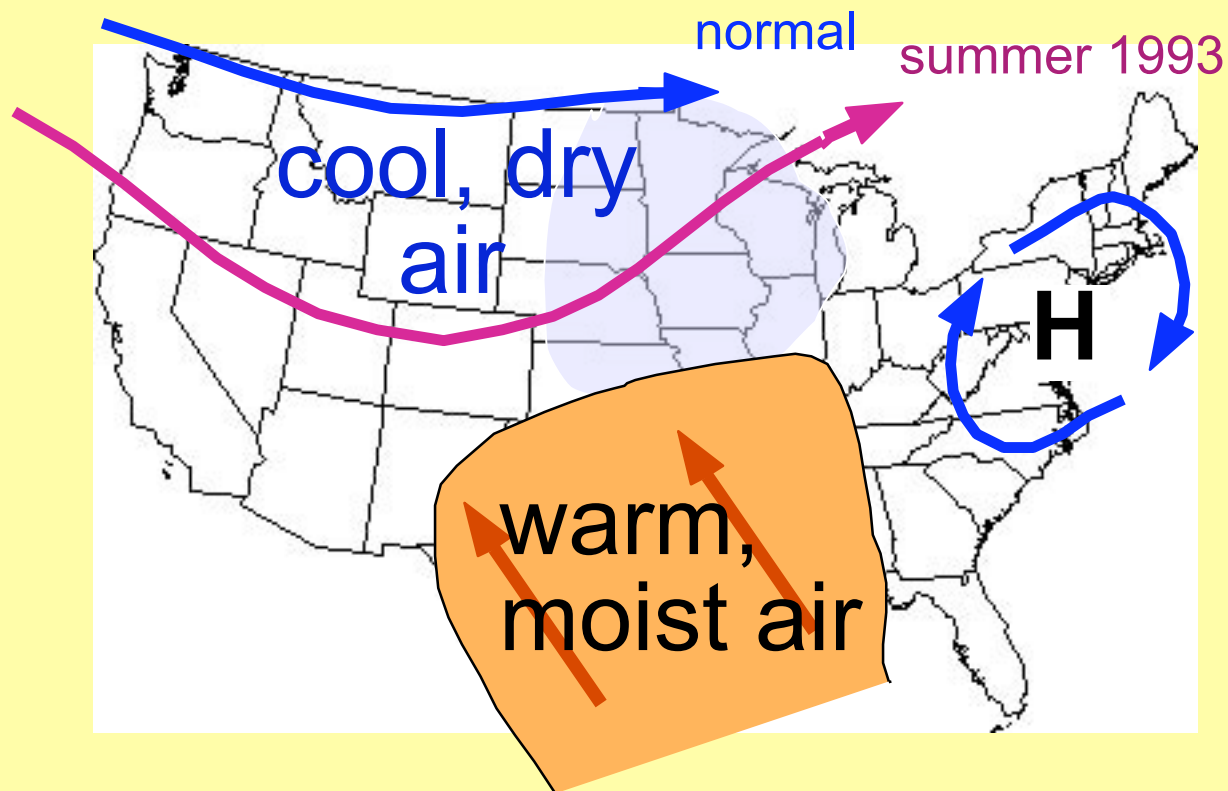 normal
summer 1993
cool, dry
air
H
warm,
moist air